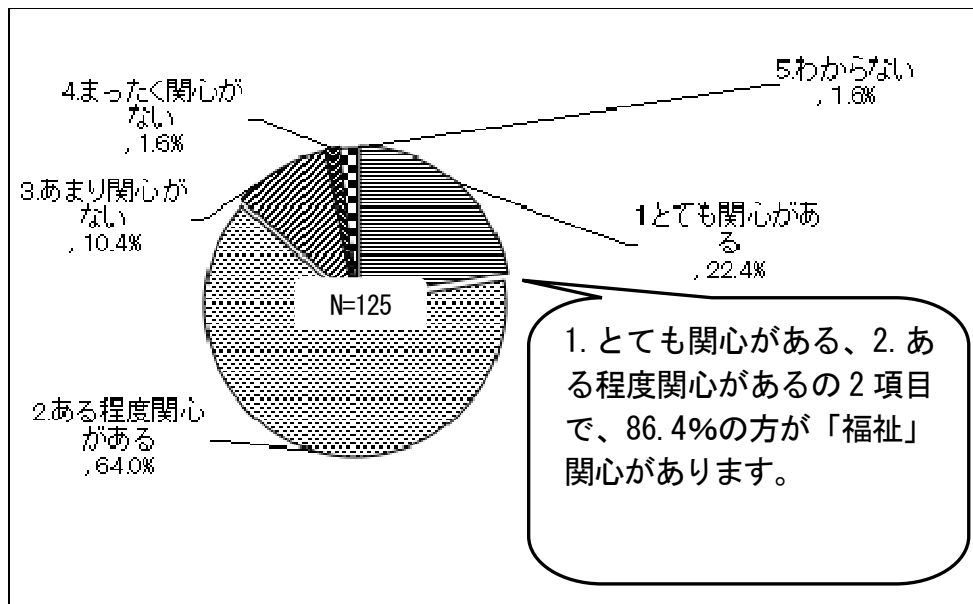 4.まったく関心が
ない
, 1.6%
5.わからない
, 1.6%
3.あまり関心が
ない
, 10.4%
1とても関心があ
る
, 22.4%
N=125
2.ある程度関心
がある
, 64.0%
1. とても関心がある、2. あ
る程度関心があるの 2 項目
で、86.4%の方が「福祉」
関心があります。